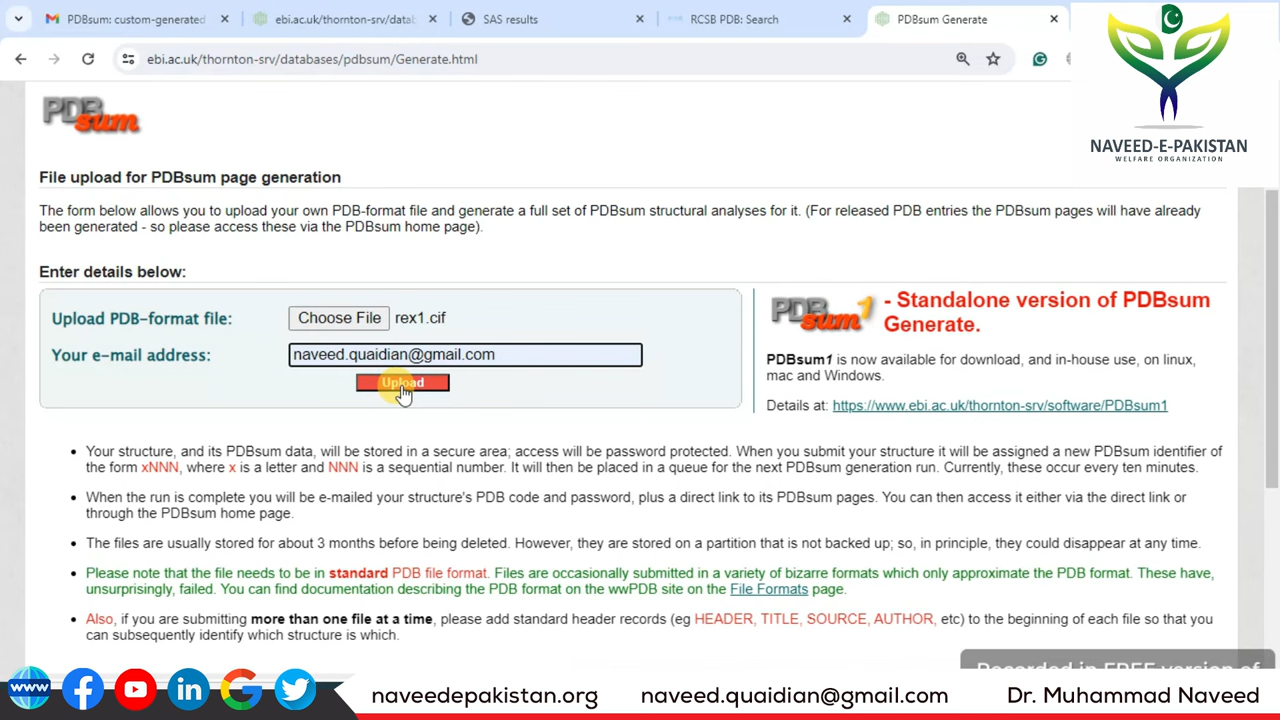 PDBsum: custom-generated
ebi.ac.uk/thornton-srv/datab
SAS results
RCSB PDB: Search
PDBsum Generate
ebi.ac.uk/thornton-srv/databases/pdbsum/Generate.html
NAVEED-E-PAKISTAN
WELFARE ORGANIZATION
PDBsum
File upload for PDBsum page generation
The form below allows you to upload your own PDB-format file and generate a full set of PDBsum structural analyses for it. (For released PDB entries the PDBsum pages will have already
been generated - so please access these via the PDBsum home page).
Enter details below:
Upload PDB-format file:
Choose File rex1.cif
Your e-mail address:
naveed.quaidian@gmail.com
Upload
PDBsum1
- Standalone version of PDBsum
Generate.
PDBsum1 is now available for download, and in-house use, on linux,
mac and Windows.
Details at: https://www.ebi.ac.uk/thornton-srv/software/PDBsum1
• Your structure, and its PDBsum data, will be stored in a secure area; access will be password protected. When you submit your structure it will be assigned a new PDBsum identifier of
the form xNNN, where x is a letter and NNN is a sequential number. It will then be placed in a queue for the next PDBsum generation run. Currently, these occur every ten minutes.
• When the run is complete you will be e-mailed your structure's PDB code and password, plus a direct link to its PDBsum pages. You can then access it either via the direct link or
through the PDBsum home page.
• The files are usually stored for about 3 months before being deleted. However, they are stored on a partition that is not backed up; so, in principle, they could disappear at any time.
• Please note that the file needs to be in standard PDB file format. Files are occasionally submitted in a variety of bizarre formats which only approximate the PDB format. These have,
unsurprisingly, failed. You can find documentation describing the PDB format on the wwPDB site on the File Formats page.
• Also, if you are submitting more than one file at a time, please add standard header records (eg HEADER, TITLE, SOURCE, AUTHOR, etc) to the beginning of each file so that you
can subsequently identify which structure is which.
Recorded in FREE version of
www
naveedepakistan.org
naveed.quaidian@gmail.com
Dr. Muhammad Naveed